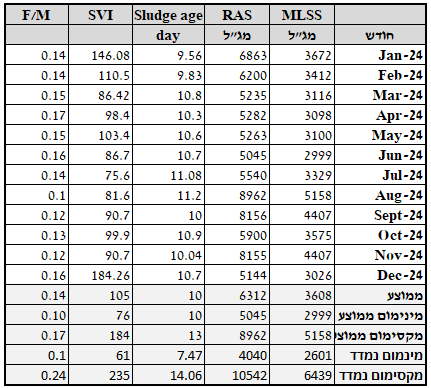 F/M SVI Sludge age RAS MLSS
day מג״ל מג״ל חודש
0.14 146.08 9.56 6863 3672 Jan-24
0.14 110.5 9.83 6200 3412 Feb-24
0.15 86.42 10.8 5235 3116 Mar-24
0.17 98.4 10.3 5282 3098 Apr-24
0.15 103.4 10.6 5263 3100 May-24
0.16 86.7 10.7 5045 2999 Jun-24
0.14 75.6 11.08 5540 3329 Jul-24
0.1 81.6 11.2 8962 5158 Aug-24
0.12 90.7 10 8156 4407 Sept-24
0.13 99.9 10.9 5900 3575 Oct-24
0.12 90.7 10.04 8155 4407 Nov-24
0.16 184.26 10.7 5144 3026 Dec-24
0.14 105 10 6312 3608 ממוצע
0.10 76 10 5045 2999 מינימום ממוצע
0.17 184 13 8962 5158 מקסימום ממוצ
0.1 61 7.47 4040 2601 מינמום נמדד
0.24 235 14.06 10542 6439 מקסימום נמדד